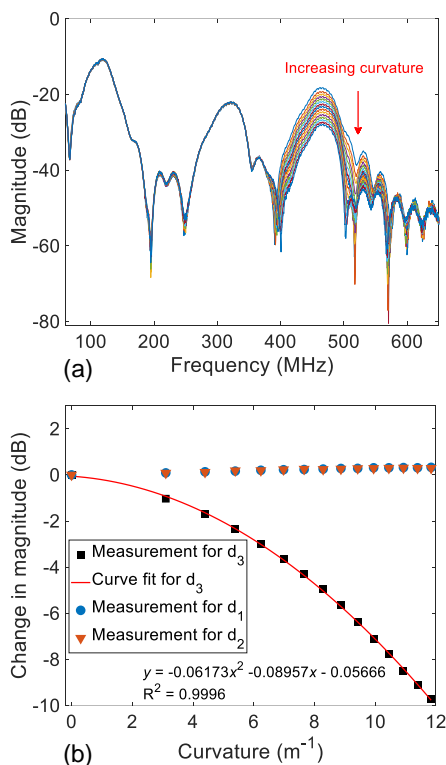 0
-20
-40
-60
-80
Magnitude (dB)
Increasing curvature
100 200 300 400 500 600
Frequency (MHz)
(a)
2
0
-2
-4
-6
-8
-10
Change in magnitude (dB)
Measurement for d₃
Curve fit for d₃
Measurement for d₁
Measurement for d₂
y = -0.06173x² -0.08957x - 0.05666
R² = 0.9996
0 2 4 6 8 10 12
Curvature (m⁻¹)
(b)